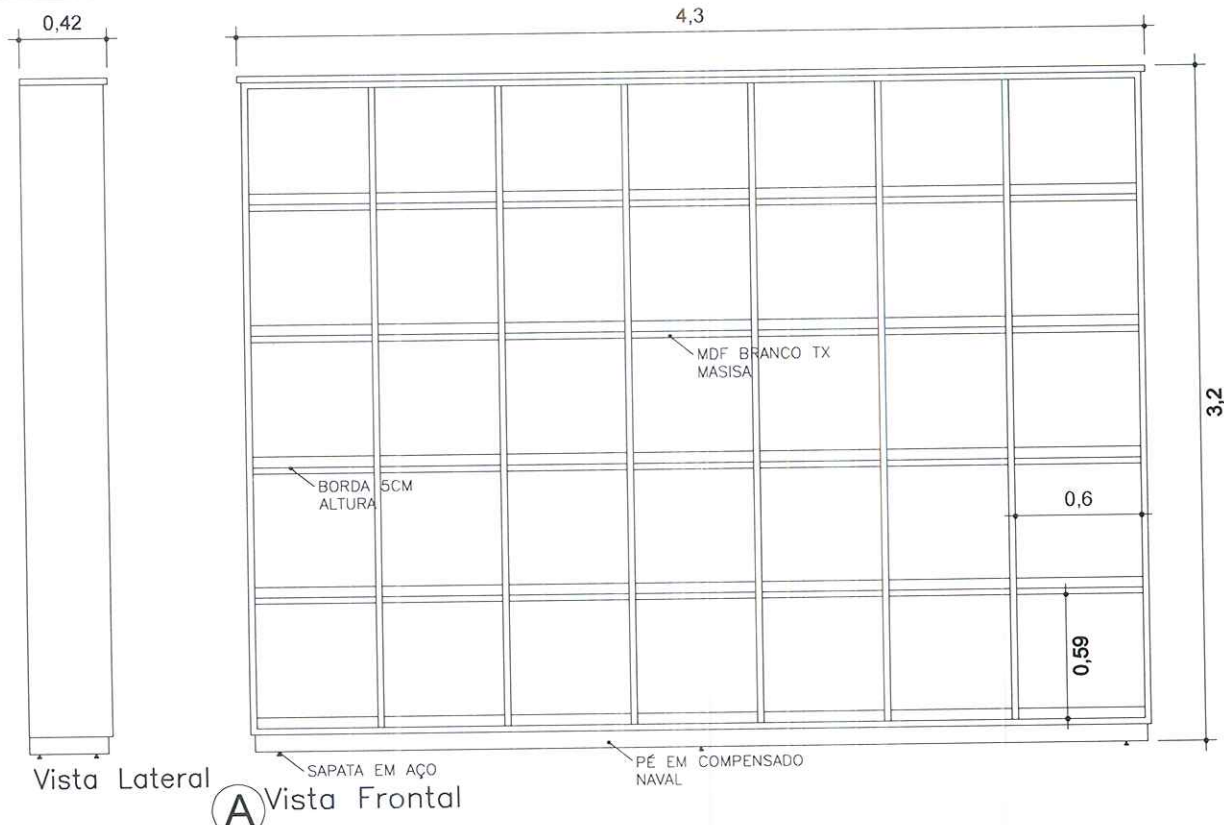 0,42
4,3
MDF BRANCO TX
MASISA
3,2
BORDA 5CM
ALTURA
0,6
0,59
SAPATA EM AÇO
PÉ EM COMPENSADO
NAVAL
Vista Lateral
A Vista Frontal